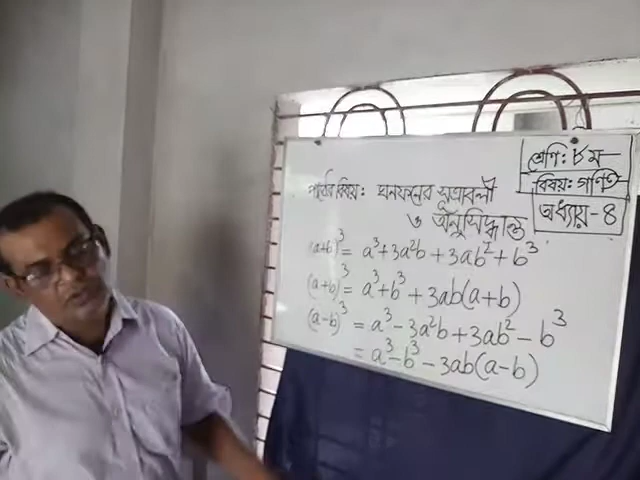 শ্রেণি: ৮ম
বিষয়: গণিত
অধ্যায়-৪
পাঠের বিষয়: ঘনফলের সূত্রাবলী
ও অনুসিদ্ধান্ত
(a+b)³ = a³+3a²b+3ab²+b³
(a+b)³ = a³+b³+3ab(a+b)
(a-b)³ = a³-3a²b+3ab²-b³
= a³-b³-3ab(a-b)